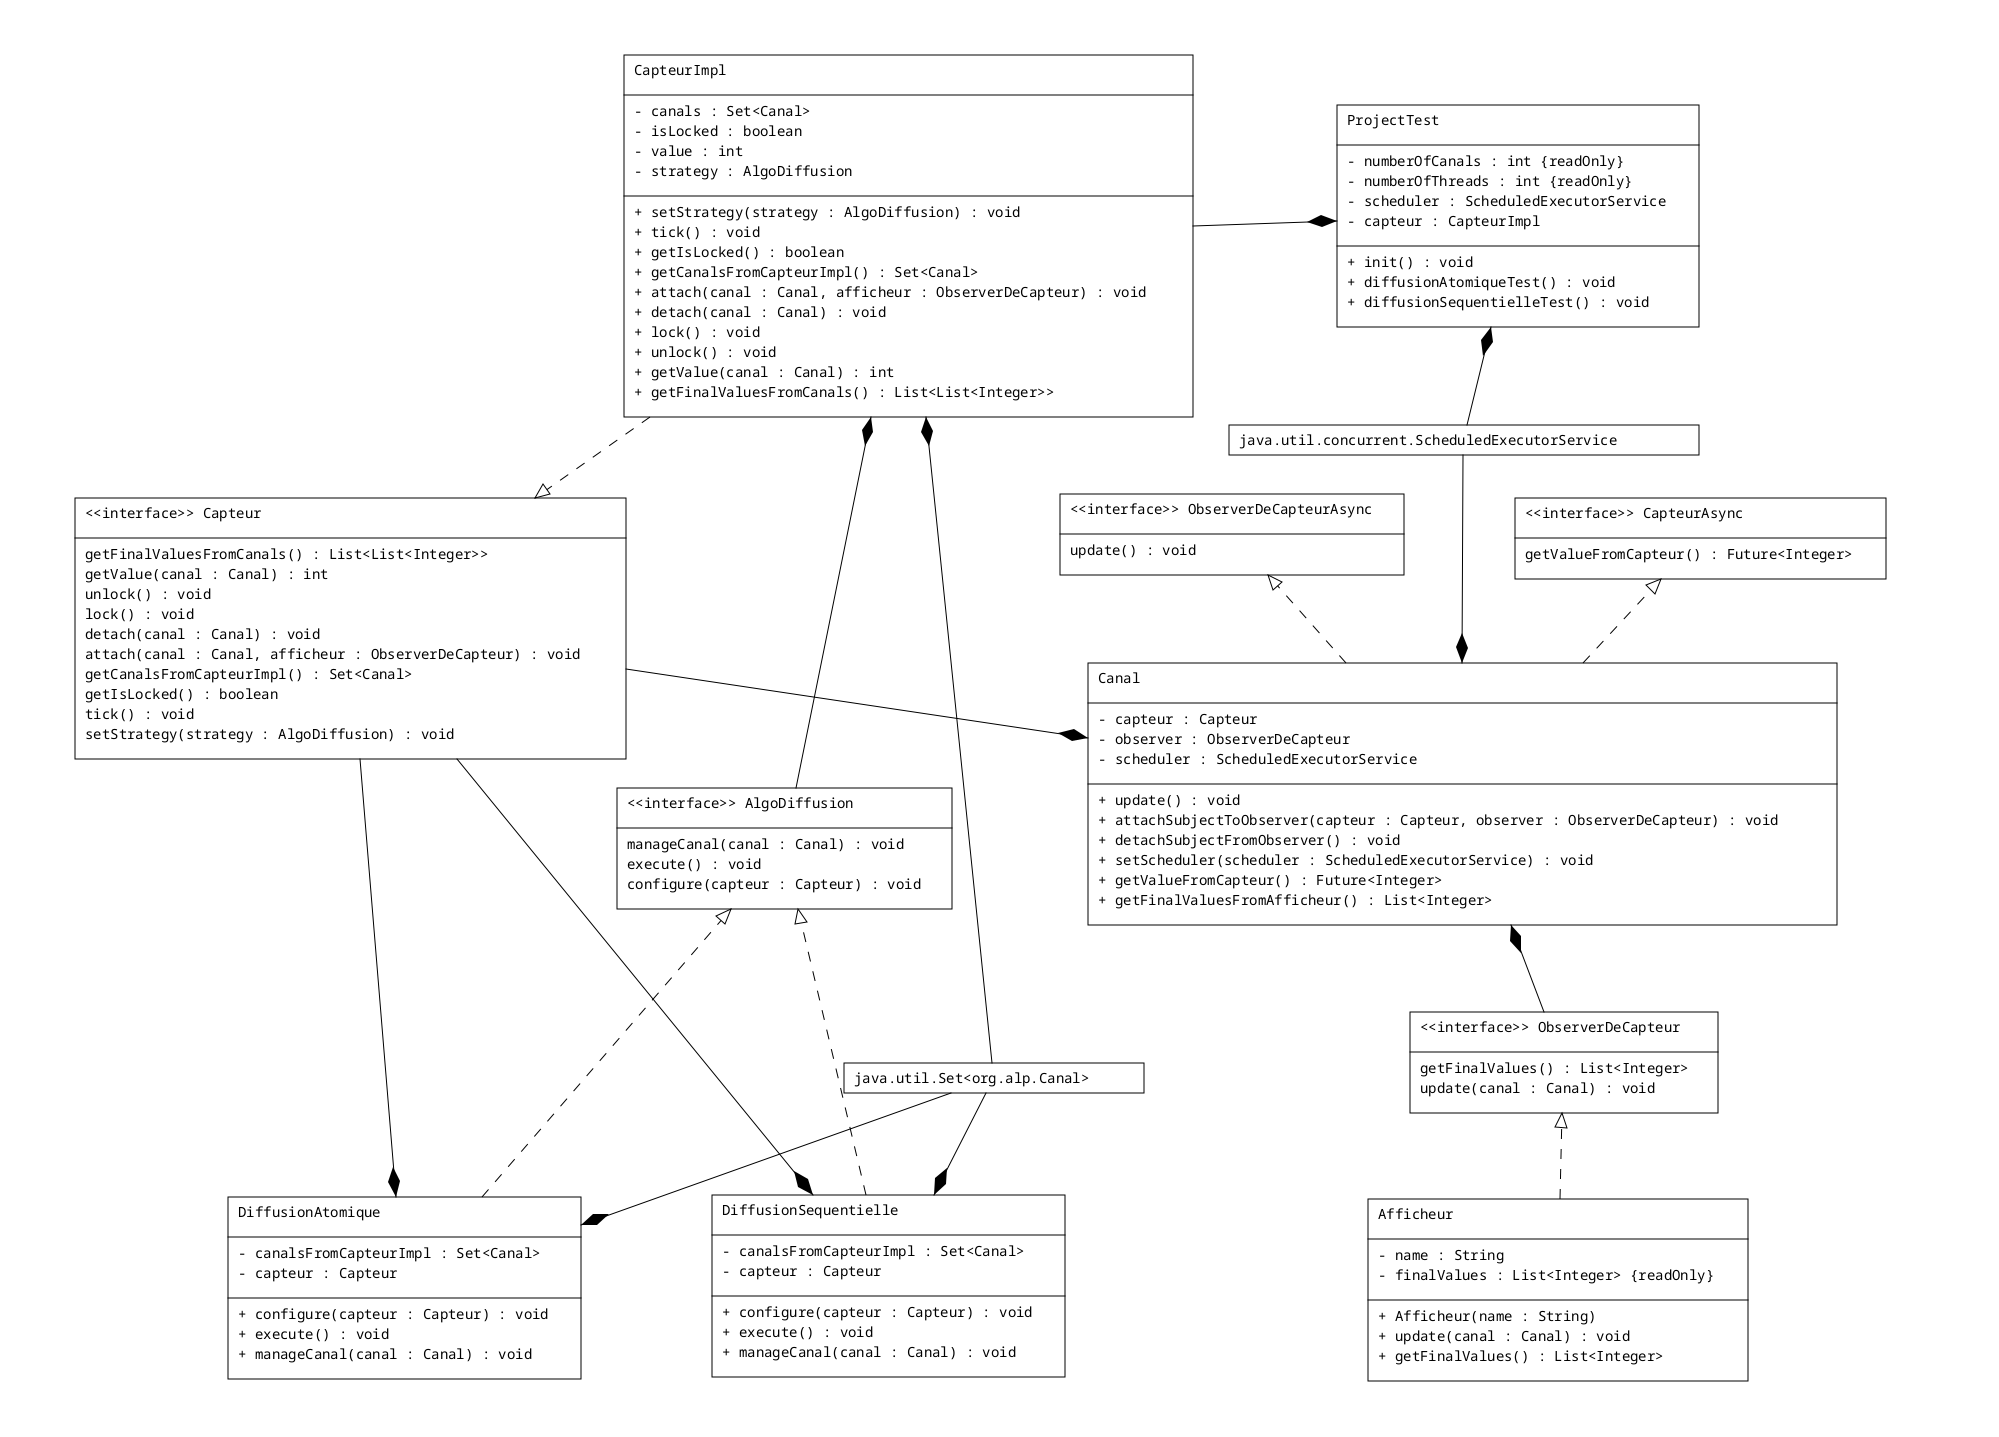 CapteurImpl
- canals : Set<Canal>
- isLocked : boolean
- value : int
- strategy : AlgoDiffusion
+ setStrategy(strategy : AlgoDiffusion) : void
+ tick() : void
+ getIsLocked() : boolean
+ getCanalsFromCapteurImpl() : Set<Canal>
+ attach(canal : Canal, afficheur : ObserverDeCapteur) : void
+ detach(canal : Canal) : void
+ lock() : void
+ unlock() : void
+ getValue(canal : Canal) : int
+ getFinalValuesFromCanals() : List<List<Integer>>
ProjectTest
- numberOfCanals : int {readOnly}
- numberOfThreads : int {readOnly}
- scheduler : ScheduledExecutorService
- capteur : CapteurImpl
+ init() : void
+ diffusionAtomiqueTest() : void
+ diffusionSequentielleTest() : void
java.util.concurrent.ScheduledExecutorService
<<interface>> Capteur
getFinalValuesFromCanals() : List<List<Integer>>
getValue(canal : Canal) : int
unlock() : void
lock() : void
detach(canal : Canal) : void
attach(canal : Canal, afficheur : ObserverDeCapteur) : void
getCanalsFromCapteurImpl() : Set<Canal>
getIsLocked() : boolean
tick() : void
setStrategy(strategy : AlgoDiffusion) : void
<<interface>> ObserverDeCapteurAsync
update() : void
<<interface>> CapteurAsync
getValueFromCapteur() : Future<Integer>
Canal
- capteur : Capteur
- observer : ObserverDeCapteur
- scheduler : ScheduledExecutorService
+ update() : void
+ attachSubjectToObserver(capteur : Capteur, observer : ObserverDeCapteur) : void
+ detachSubjectFromObserver() : void
+ setScheduler(scheduler : ScheduledExecutorService) : void
+ getValueFromCapteur() : Future<Integer>
+ getFinalValuesFromAfficheur() : List<Integer>
<<interface>> AlgoDiffusion
manageCanal(canal : Canal) : void
execute() : void
configure(capteur : Capteur) : void
<<interface>> ObserverDeCapteur
getFinalValues() : List<Integer>
update(canal : Canal) : void
java.util.Set<org.alp.Canal>
DiffusionAtomique
- canalsFromCapteurImpl : Set<Canal>
- capteur : Capteur
+ configure(capteur : Capteur) : void
+ execute() : void
+ manageCanal(canal : Canal) : void
DiffusionSequentielle
- canalsFromCapteurImpl : Set<Canal>
- capteur : Capteur
+ configure(capteur : Capteur) : void
+ execute() : void
+ manageCanal(canal : Canal) : void
Afficheur
- name : String
- finalValues : List<Integer> {readOnly}
+ Afficheur(name : String)
+ update(canal : Canal) : void
+ getFinalValues() : List<Integer>